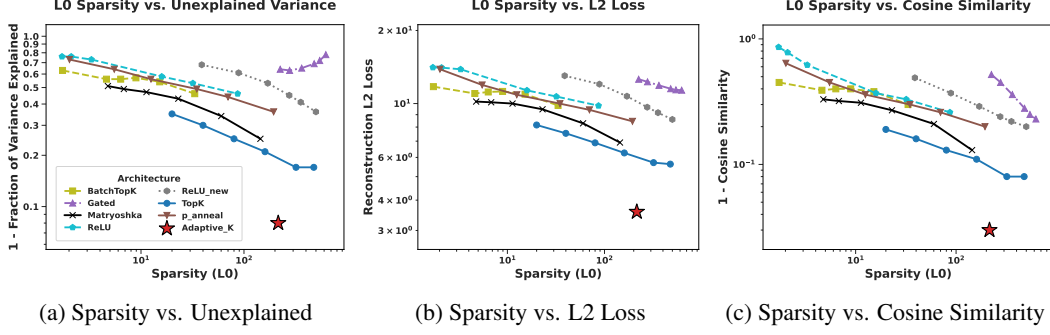 L0 Sparsity vs. Unexplained Variance
1 - Fraction of Variance Explained
1.0
0.9
0.8
0.7
0.6
0.5
0.4
0.3
0.2
0.1
Architecture
BatchTopK
Gated
Matryoshka
ReLU
ReLU_new
TopK
p_anneal
Adaptive_K
10¹
10²
Sparsity (L0)
L0 Sparsity vs. L2 Loss
Reconstruction L2 Loss
2 × 10¹
10¹
6 × 10⁰
4 × 10⁰
3 × 10⁰
10¹
10²
Sparsity (L0)
L0 Sparsity vs. Cosine Similarity
1 - Cosine Similarity
10⁰
10⁻¹
10¹
10²
Sparsity (L0)
(a) Sparsity vs. Unexplained
(b) Sparsity vs. L2 Loss
(c) Sparsity vs. Cosine Similarity